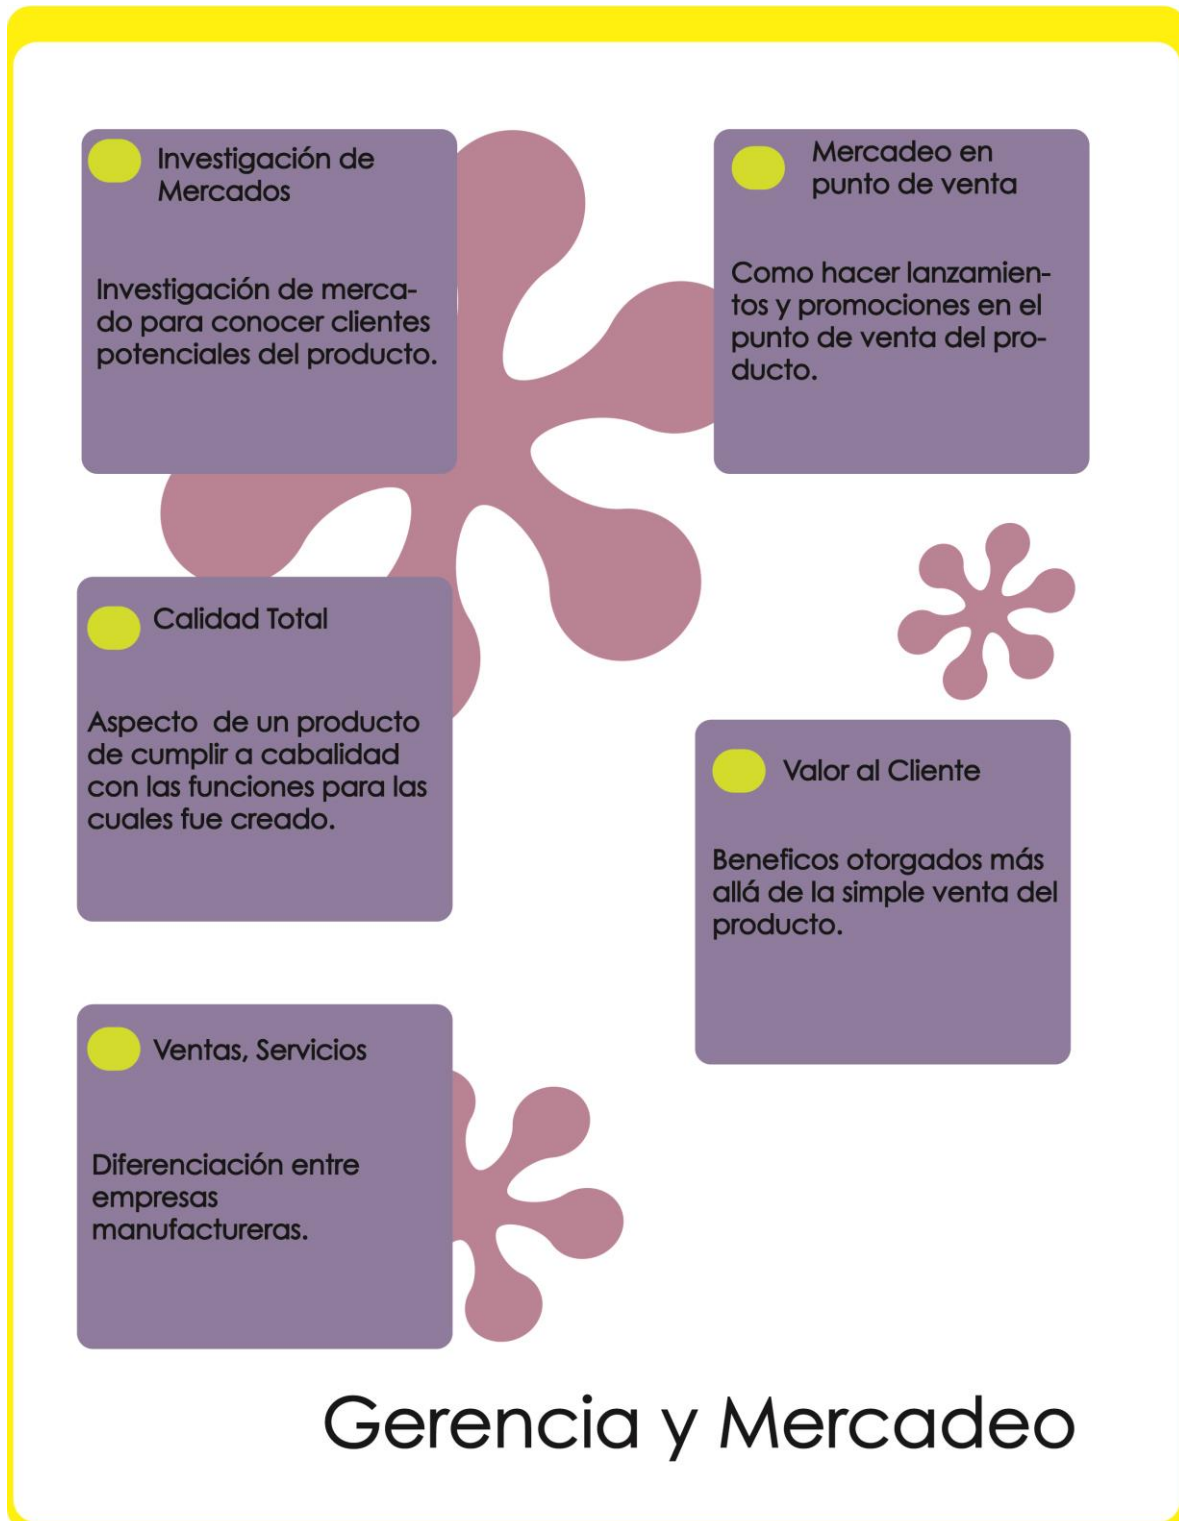 Investigación de
Mercados
Investigación de merca-
do para conocer clientes
potenciales del producto.
Mercadeo en
punto de venta
Como hacer lanzamien-
tos y promociones en el
punto de venta del pro-
ducto.
Calidad Total
Aspecto  de un producto
de cumplir a cabalidad
con las funciones para las
cuales fue creado.
Valor al Cliente
Beneficos otorgados más
allá de la simple venta del
producto.
Ventas, Servicios
Diferenciación entre
empresas
manufactureras.
Gerencia y Mercadeo